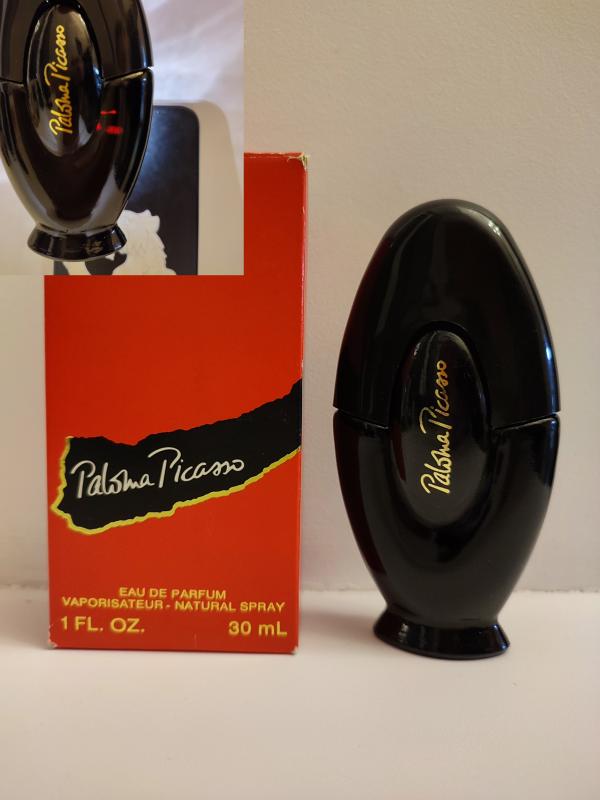 Paloma Picasso
Paloma Picasso
EAU DE PARFUM
VAPORISATEUR - NATURAL SPRAY
1 FL. OZ. 30 mL
Paloma Picasso